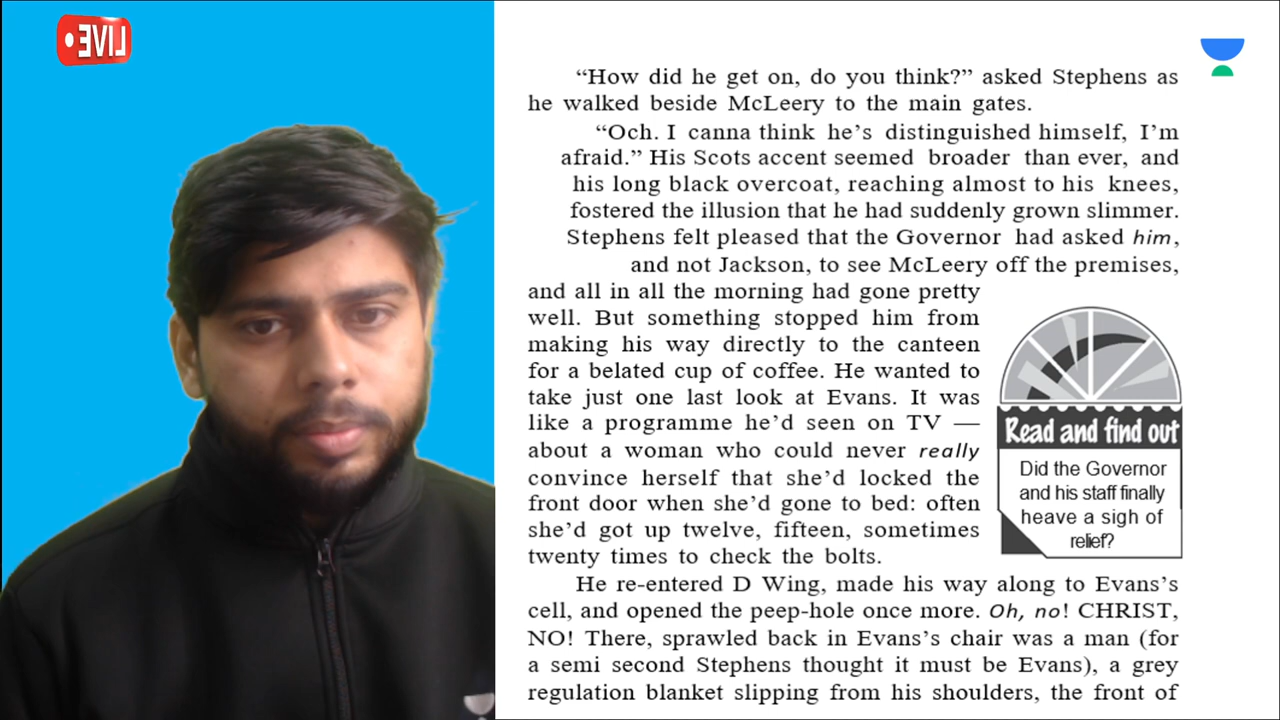 LIVE
“How did he get on, do you think?” asked Stephens as
he walked beside McLeery to the main gates.
“Och. I canna think he’s distinguished himself, I’m
afraid.” His Scots accent seemed broader than ever, and
his long black overcoat, reaching almost to his knees,
fostered the illusion that he had suddenly grown slimmer.
Stephens felt pleased that the Governor had asked him,
and not Jackson, to see McLeery off the premises,
and all in all the morning had gone pretty
well. But something stopped him from
making his way directly to the canteen
for a belated cup of coffee. He wanted to
take just one last look at Evans. It was
like a programme he’d seen on TV —
about a woman who could never really
convince herself that she’d locked the
front door when she’d gone to bed: often
she’d got up twelve, fifteen, sometimes
twenty times to check the bolts.
Read and find out
Did the Governor
and his staff finally
heave a sigh of
relief?
He re-entered D Wing, made his way along to Evans’s
cell, and opened the peep-hole once more. Oh, no! CHRIST,
NO! There, sprawled back in Evans’s chair was a man (for
a semi second Stephens thought it must be Evans), a grey
regulation blanket slipping from his shoulders, the front of